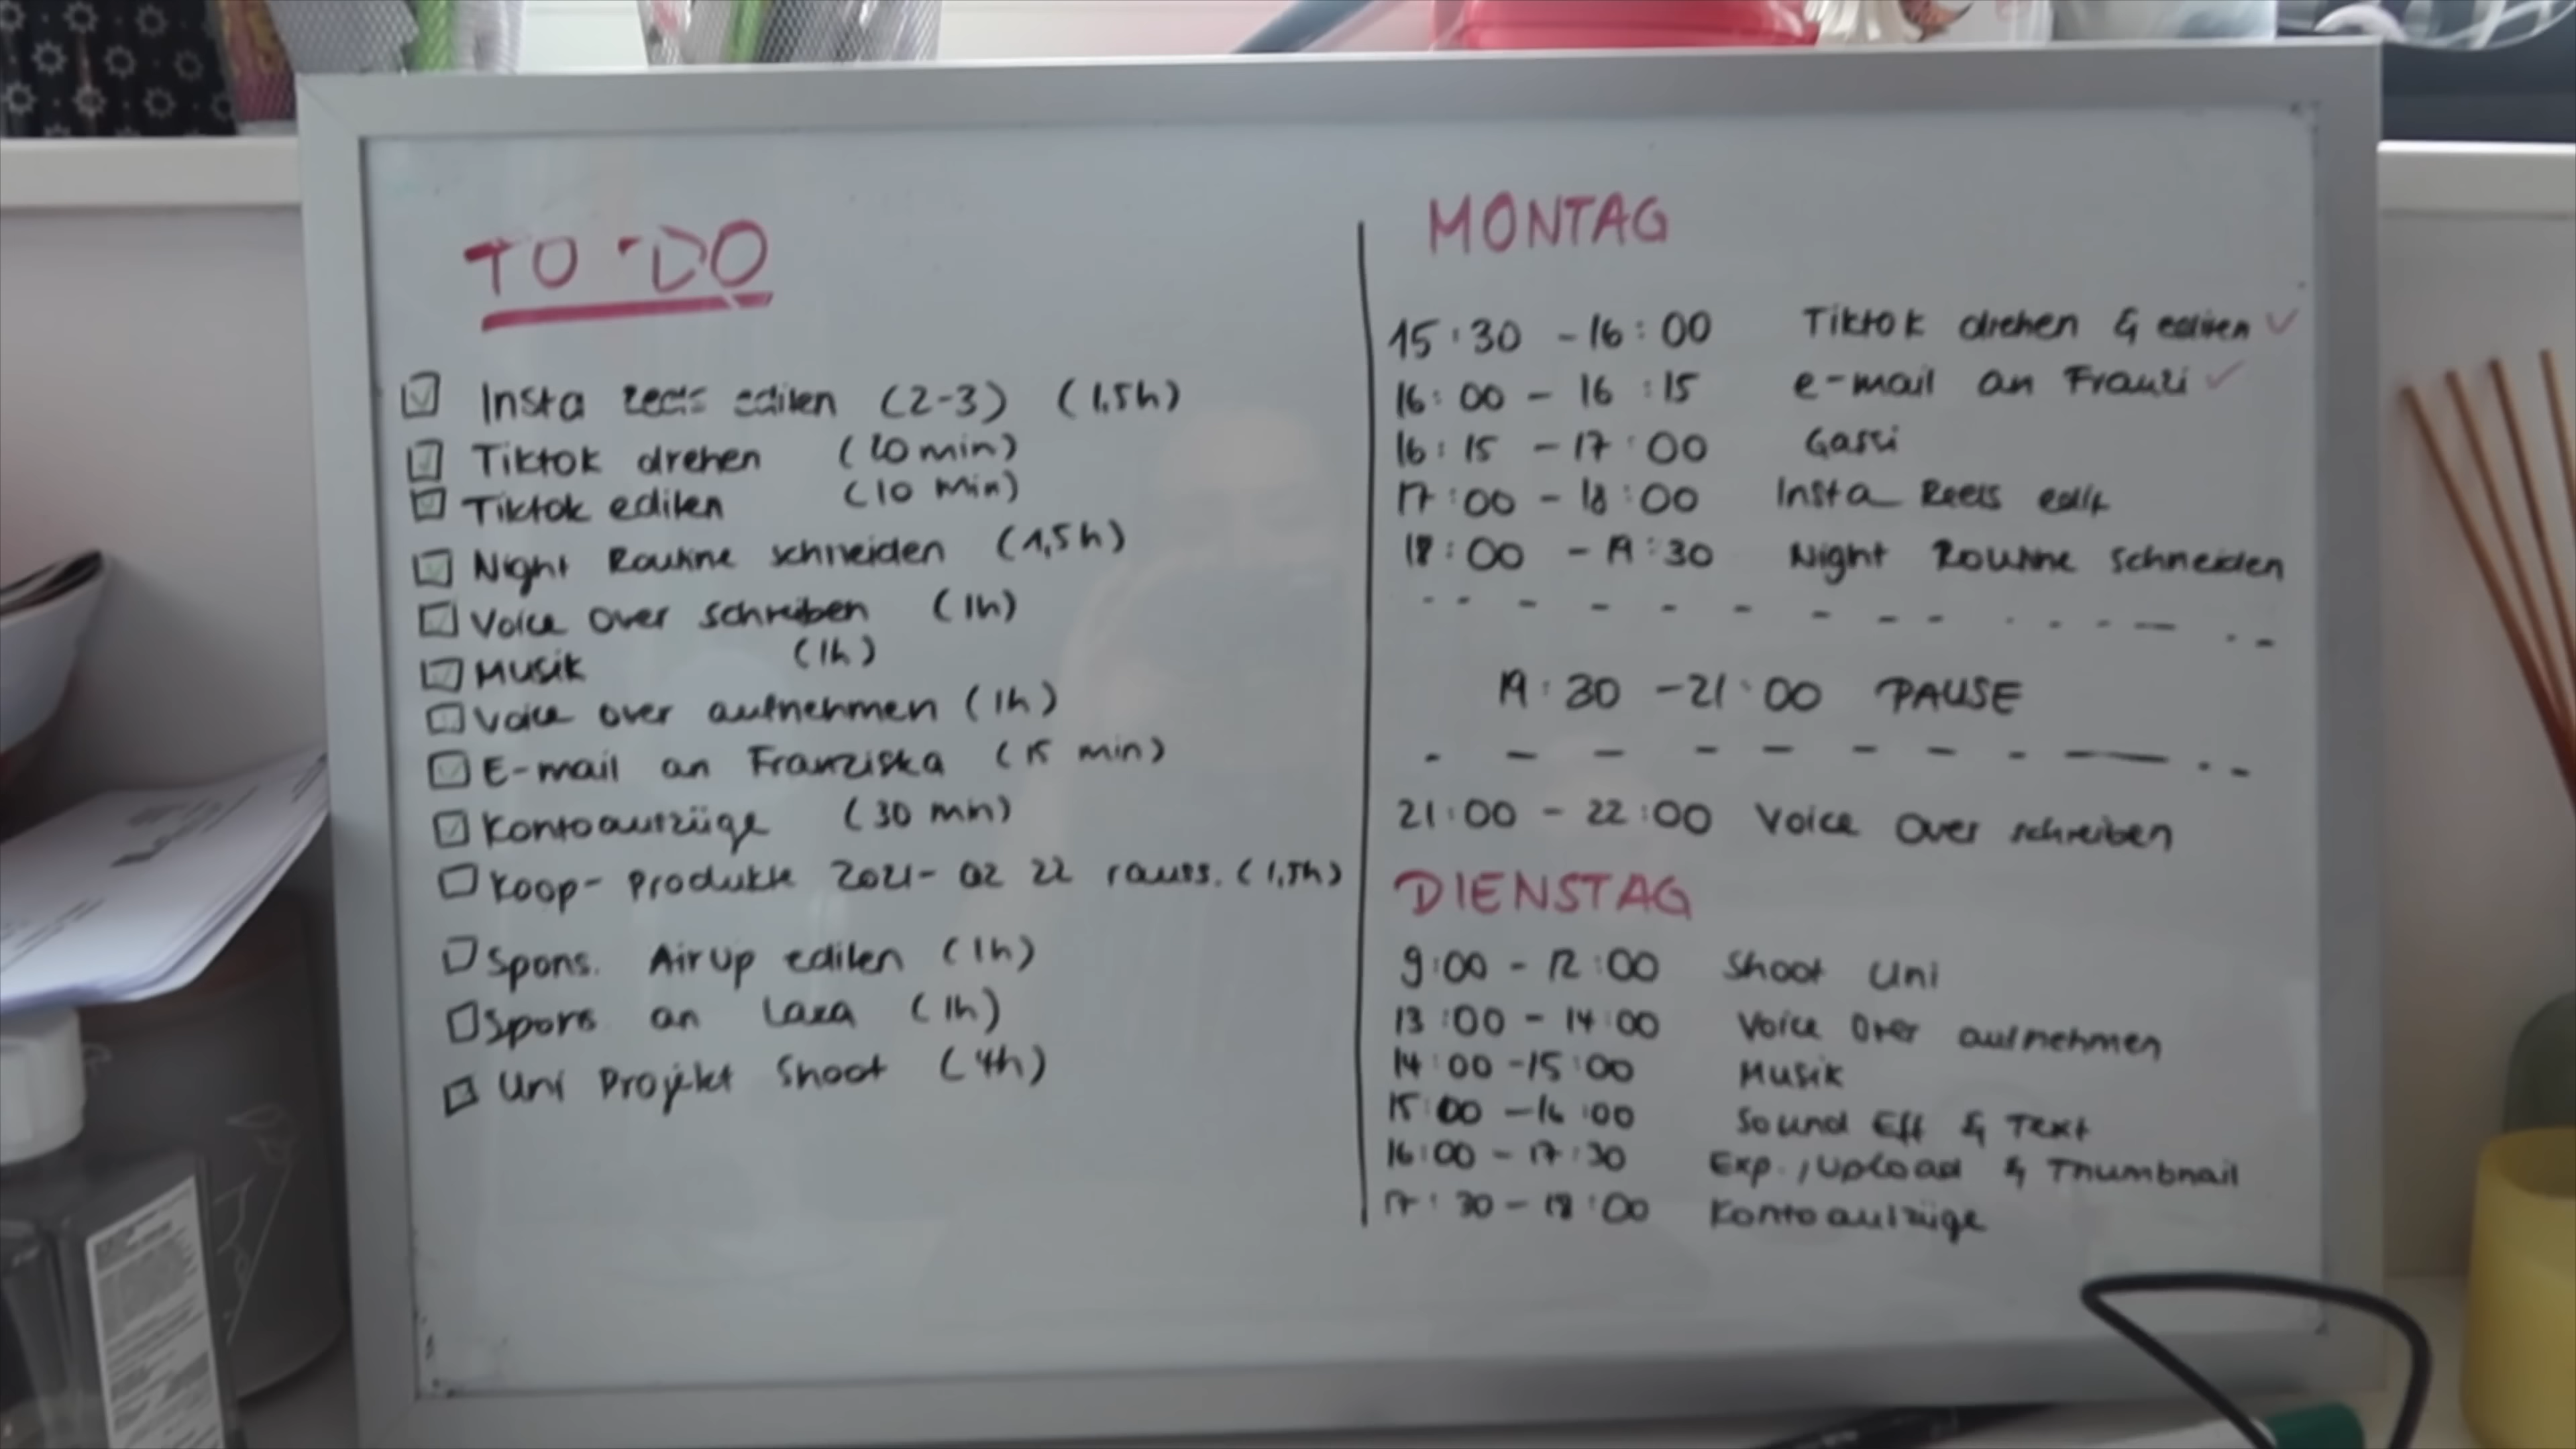 TO-DO
Insta Reels editen (2-3) (1,5h)
Tiktok drehen (20 min)
Tiktok editen (10 min)
Night Routine schneiden (1,5h)
Voice Over schreiben (1h)
Musik (1h)
Voice over aufnehmen (1h)
E-mail an Franziska (15 min)
Kontoauszüge (30 min)
Koop- Produkte 2021- 02 22 rauss. (1,5h)
Spons. AirUp editen (1h)
Spons an (1h)
Uni Projekt Shoot (4h)
MONTAG
15:30 - 16:00 Tiktok drehen & editen
16:00 - 16:15 e-mail an Franzi
16:15 - 17:00 Gassi
17:00 - 18:00 Insta Reels edit
18:00 - 19:30 Night Routine schneiden
19:30 - 21:00 PAUSE
21:00 - 22:00 Voice Over schreiben
DIENSTAG
9:00 - 12:00 Shoot Uni
13:00 - 14:00 Voice Over aufnehmen
14:00 - 15:00 Musik
15:00 - 16:00 Sound Eff & Text
16:00 - 17:30 Exp., Upload & Thumbnail
17:30 - 18:00 Kontoauszüge